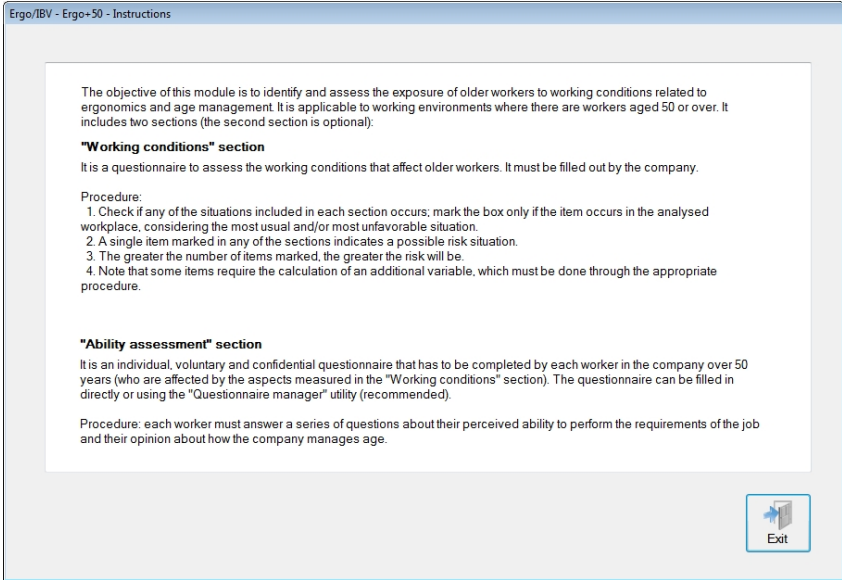 Ergo/IBV - Ergo+50 - Instructions
The objective of this module is to identify and assess the exposure of older workers to working conditions related to
ergonomics and age management. It is applicable to working environments where there are workers aged 50 or over. It
includes two sections (the second section is optional):
"Working conditions" section
It is a questionnaire to assess the working conditions that affect older workers. It must be filled out by the company.
Procedure:
1. Check if any of the situations included in each section occurs; mark the box only if the item occurs in the analysed
workplace, considering the most usual and/or most unfavorable situation.
2. A single item marked in any of the sections indicates a possible risk situation.
3. The greater the number of items marked, the greater the risk will be.
4. Note that some items require the calculation of an additional variable, which must be done through the appropriate
procedure.
"Ability assessment" section
It is an individual, voluntary and confidential questionnaire that has to be completed by each worker in the company over 50
years (who are affected by the aspects measured in the "Working conditions" section). The questionnaire can be filled in
directly or using the "Questionnaire manager" utility (recommended).
Procedure: each worker must answer a series of questions about their perceived ability to perform the requirements of the job
and their opinion about how the company manages age.
Exit